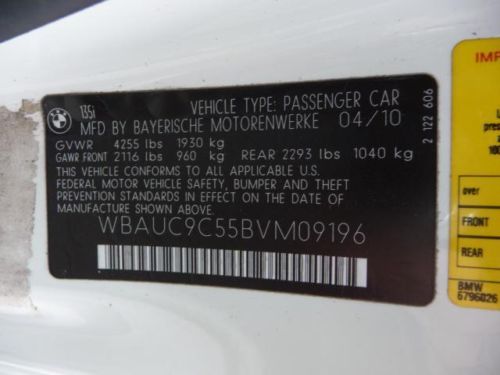 BMW
135i
VEHICLE TYPE: PASSENGER CAR
MFD BY BAYERISCHE MOTORENWERKE 04/10
GVWR 4255 lbs 1930 kg
GAWR FRONT 2116 lbs 960 kg REAR 2293 lbs 1040 kg
THIS VEHICLE CONFORMS TO ALL APPLICABLE U.S.
FEDERAL MOTOR VEHICLE SAFETY, BUMPER AND THEFT
PREVENTION STANDARDS IN EFFECT ON THE DATE OF
MANUFACTURE SHOWN ABOVE.
WBAUC9C55BVM09196
2 122 606
IMP
over
FRONT
REAR
BMW
6796026